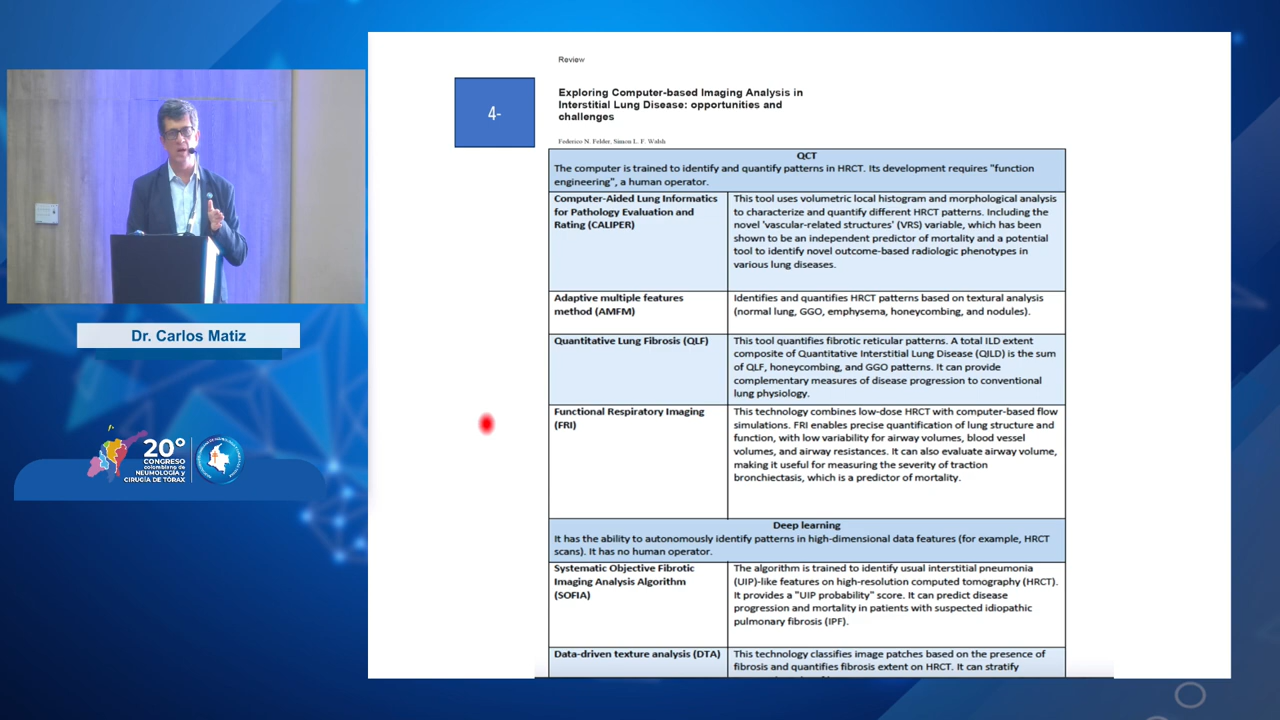 Review
4-
Exploring Computer-based Imaging Analysis in
Interstitial Lung Disease: opportunities and
challenges
Federico N. Felder, Simon L. F. Walsh
QCT
The computer is trained to identify and quantify patterns in HRCT. Its development requires "function
engineering", a human operator.
Computer-Aided Lung Informatics
for Pathology Evaluation and
Rating (CALIPER)
This tool uses volumetric local histogram and morphological analysis
to characterize and quantify different HRCT patterns. Including the
novel 'vascular-related structures' (VRS) variable, which has been
shown to be an independent predictor of mortality and a potential
tool to identify novel outcome-based radiologic phenotypes in
various lung diseases.
Adaptive multiple features
method (AMFM)
Identifies and quantifies HRCT patterns based on textural analysis
(normal lung, GGO, emphysema, honeycombing, and nodules).
Quantitative Lung Fibrosis (QLF)
This tool quantifies fibrotic reticular patterns. A total ILD extent
composite of Quantitative Interstitial Lung Disease (QILD) is the sum
of QLF, honeycombing, and GGO patterns. It can provide
complementary measures of disease progression to conventional
lung physiology.
Functional Respiratory Imaging
(FRI)
This technology combines low-dose HRCT with computer-based flow
simulations. FRI enables precise quantification of lung structure and
function, with low variability for airway volumes, blood vessel
volumes, and airway resistances. It can also evaluate airway volume,
making it useful for measuring the severity of traction
bronchiectasis, which is a predictor of mortality.
Deep learning
It has the ability to autonomously identify patterns in high-dimensional data features (for example, HRCT
scans). It has no human operator.
Systematic Objective Fibrotic
Imaging Analysis Algorithm
(SOFIA)
The algorithm is trained to identify usual interstitial pneumonia
(UIP)-like features on high-resolution computed tomography (HRCT).
It provides a "UIP probability" score. It can predict disease
progression and mortality in patients with suspected idiopathic
pulmonary fibrosis (IPF).
Data-driven texture analysis (DTA)
This technology classifies image patches based on the presence of
fibrosis and quantifies fibrosis extent on HRCT. It can stratify
Dr. Carlos Matiz
20°
CONGRESO
colombiano de
NEUMOLOGÍA y
CIRUGÍA DE TÓRAX